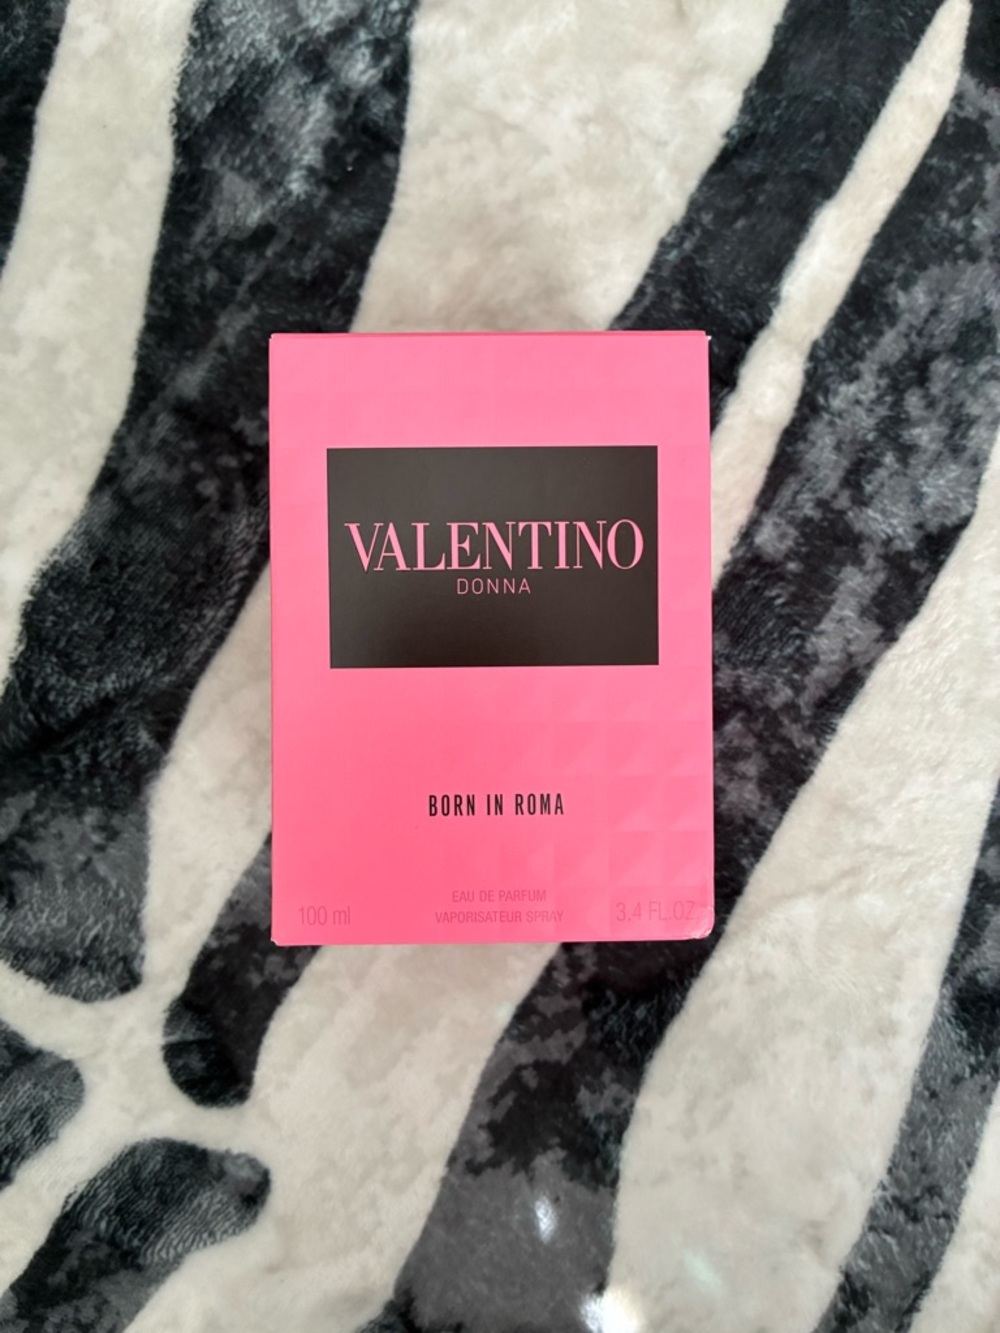 VALENTINO
DONNA
BORN IN ROMA
EAU DE PARFUM
100 ml VAPORISATEUR SPRAY 3.4 FL.OZ.